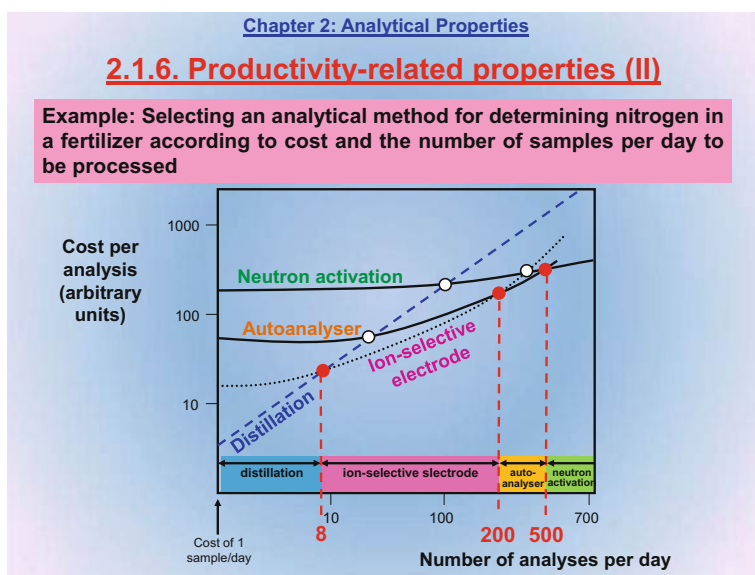 Chapter 2: Analytical Properties
2.1.6. Productivity-related properties (II)
Example: Selecting an analytical method for determining nitrogen in
a fertilizer according to cost and the number of samples per day to
be processed
Cost per
analysis
(arbitrary
units)
1000
100
10
Neutron activation
Autoanalyser
Ion-selective
electrode
Distillation
distillation
ion-selective slectrode
auto-
analyser
neutron
activation
10
100
700
8
200
500
Cost of 1
sample/day
Number of analyses per day